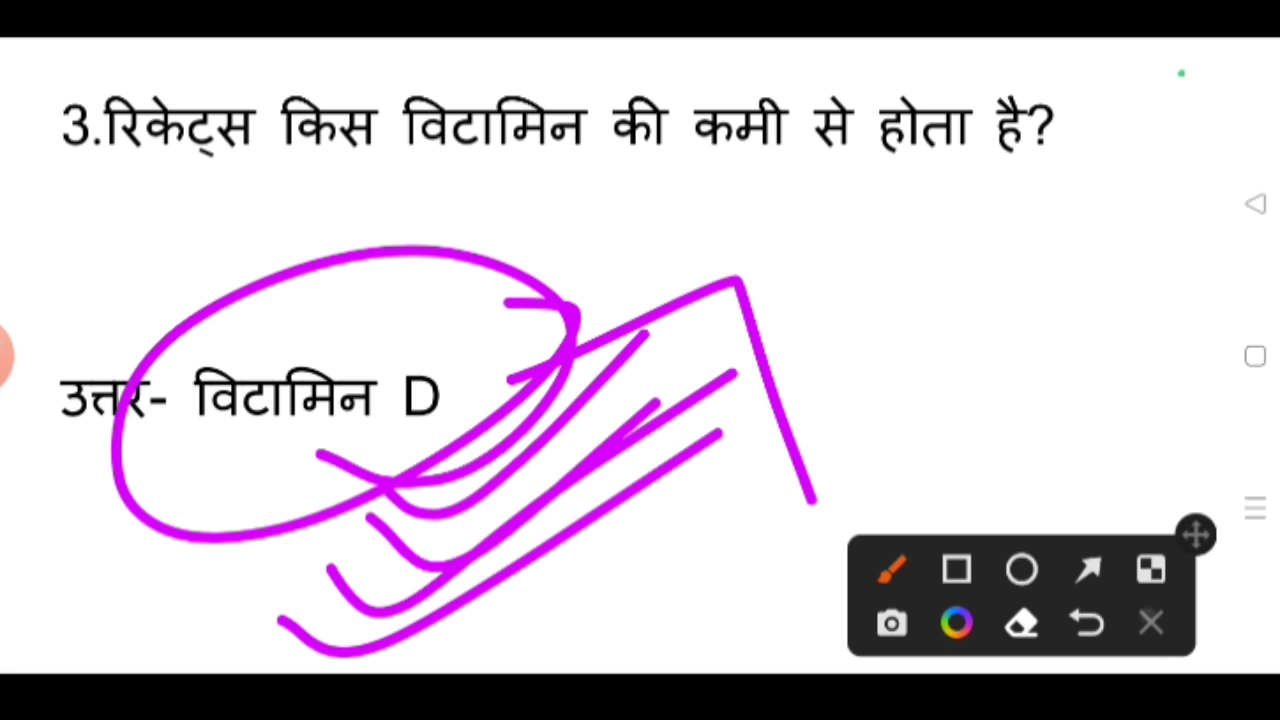 3.रिकेट्स किस विटामिन की कमी से होता है?
उत्तर- विटामिन D